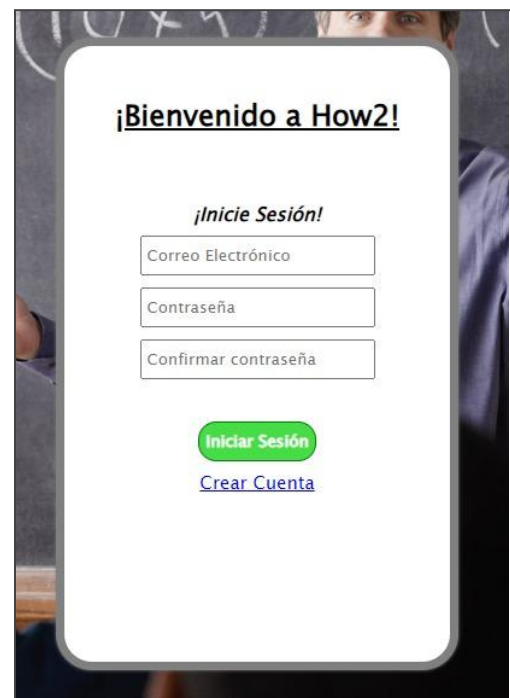 ¡Bienvenido a How2!
¡Inicie Sesión!
Correo Electrónico
Contraseña
Confirmar contraseña
Iniciar Sesión
Crear Cuenta